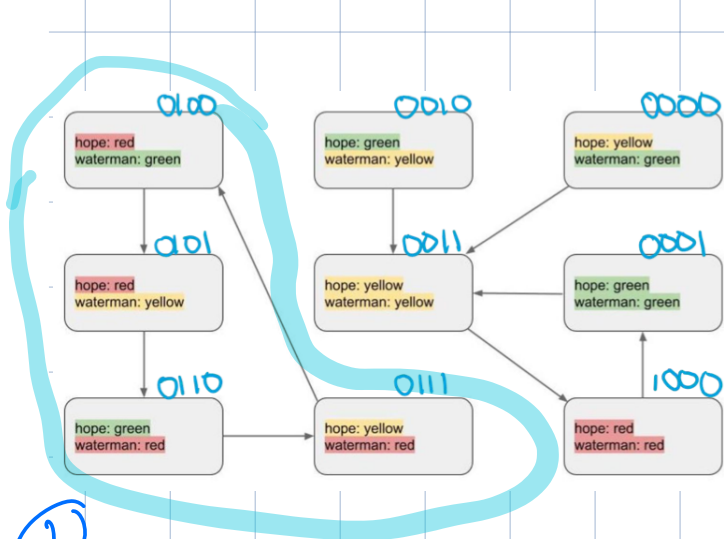 0100
hope: red
waterman: green
0010
hope: green
waterman: yellow
0000
hope: yellow
waterman: green
0101
hope: red
waterman: yellow
0011
hope: yellow
waterman: yellow
0001
hope: green
waterman: green
0110
hope: green
waterman: red
0111
hope: yellow
waterman: red
1000
hope: red
waterman: red